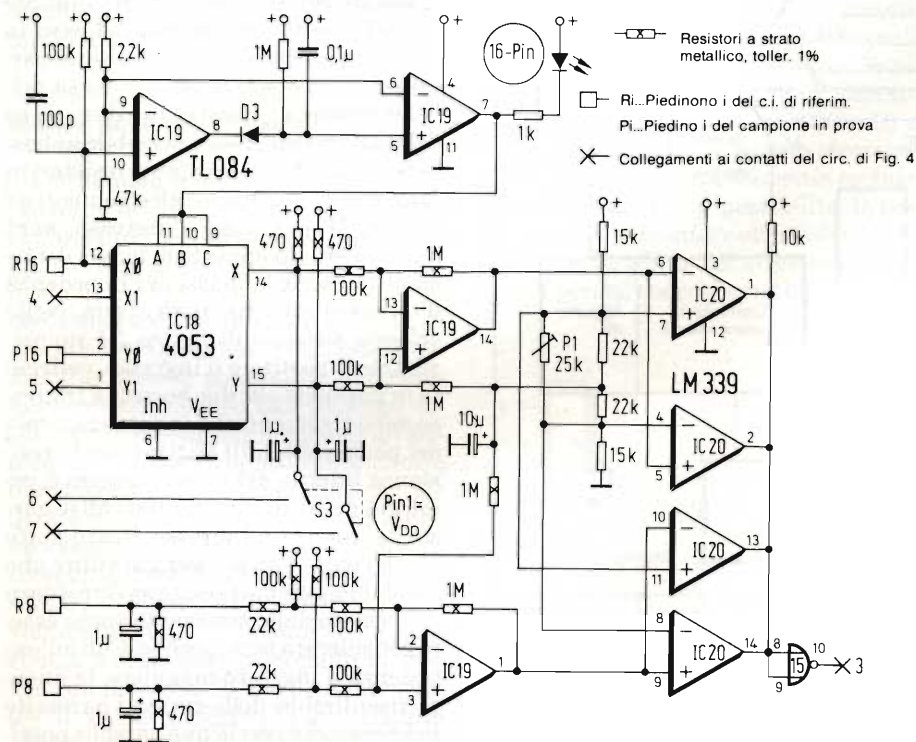 + + + + + + +
100k 2,2k 1M 0,1µ 16-Pin
Resistori a strato
metallico, toller. 1%
100p 9 - IC19 8 D3 6 - 4 IC19 7
10 + 5 + 11 1k
TL084
Ri...Piedinono i del c.i. di riferim.
Pi...Piedino i del campione in prova
Collegamenti ai contatti del circ. di Fig. 4
47k
11 10 9 + + + +
A B C 470 470 15k 10k
R16 12 XØ X 14 1M 6 - 3 1
4 13 X1 100k 13 - IC20
IC18 IC19 14 7 + 12
4053 12 + P1 22k
P16 2 YØ 25k LM339
5 1 Y1 Y 15 100k 1M 22k 4 - 2
Inh VEE IC20
6 7 1µ + + 1µ 10µ + 15k 5 +
6 S3 Pin1= 1M
7 VDD 10 - 13
+ + IC20
100k 100k 11 +
R8 1M
1µ + 470 22k 100k 2 - 8 - 14 8 10
IC19 1 IC20 15 3
P8 22k 100k 3 + 9 + 9
1µ + 470